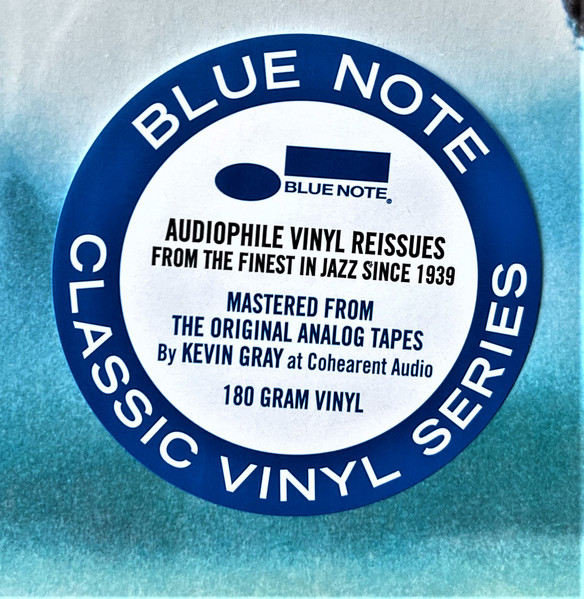 BLUE NOTE
BLUE NOTE®
AUDIOPHILE VINYL REISSUES
FROM THE FINEST IN JAZZ SINCE 1939
MASTERED FROM
THE ORIGINAL ANALOG TAPES
By KEVIN GRAY at Cohearent Audio
180 GRAM VINYL
CLASSIC VINYL SERIES